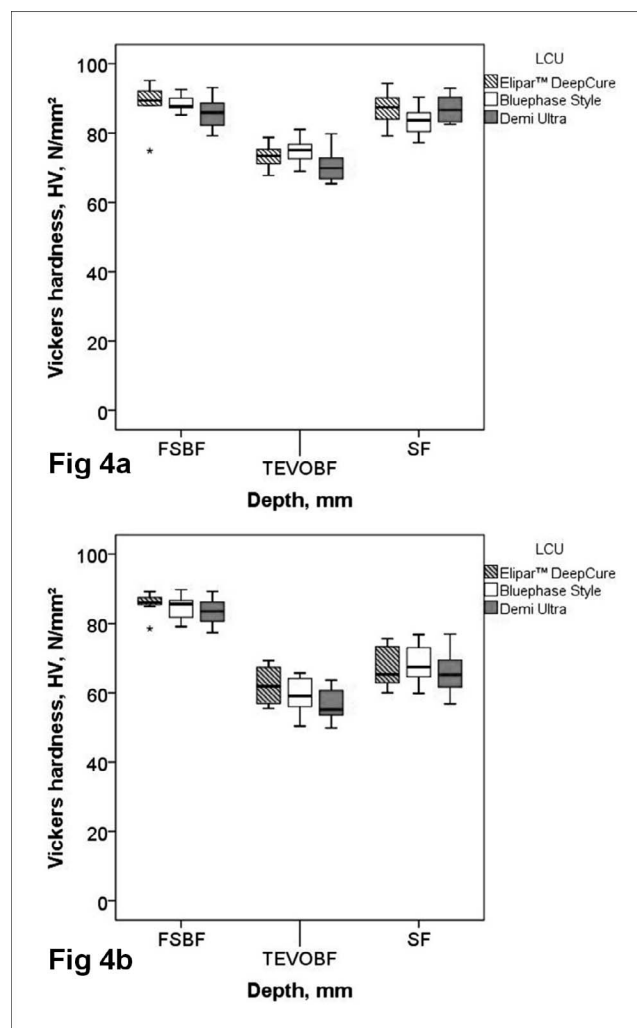 LCU
Elipar™ DeepCure
Bluephase Style
Demi Ultra
Vickers hardness, HV, N/mm²
100
80
60
40
20
0
*
FSBF
TEVOBF
SF
Fig 4a
Depth, mm
LCU
Elipar™ DeepCure
Bluephase Style
Demi Ultra
Vickers hardness, HV, N/mm²
100
80
60
40
20
0
*
FSBF
TEVOBF
SF
Fig 4b
Depth, mm